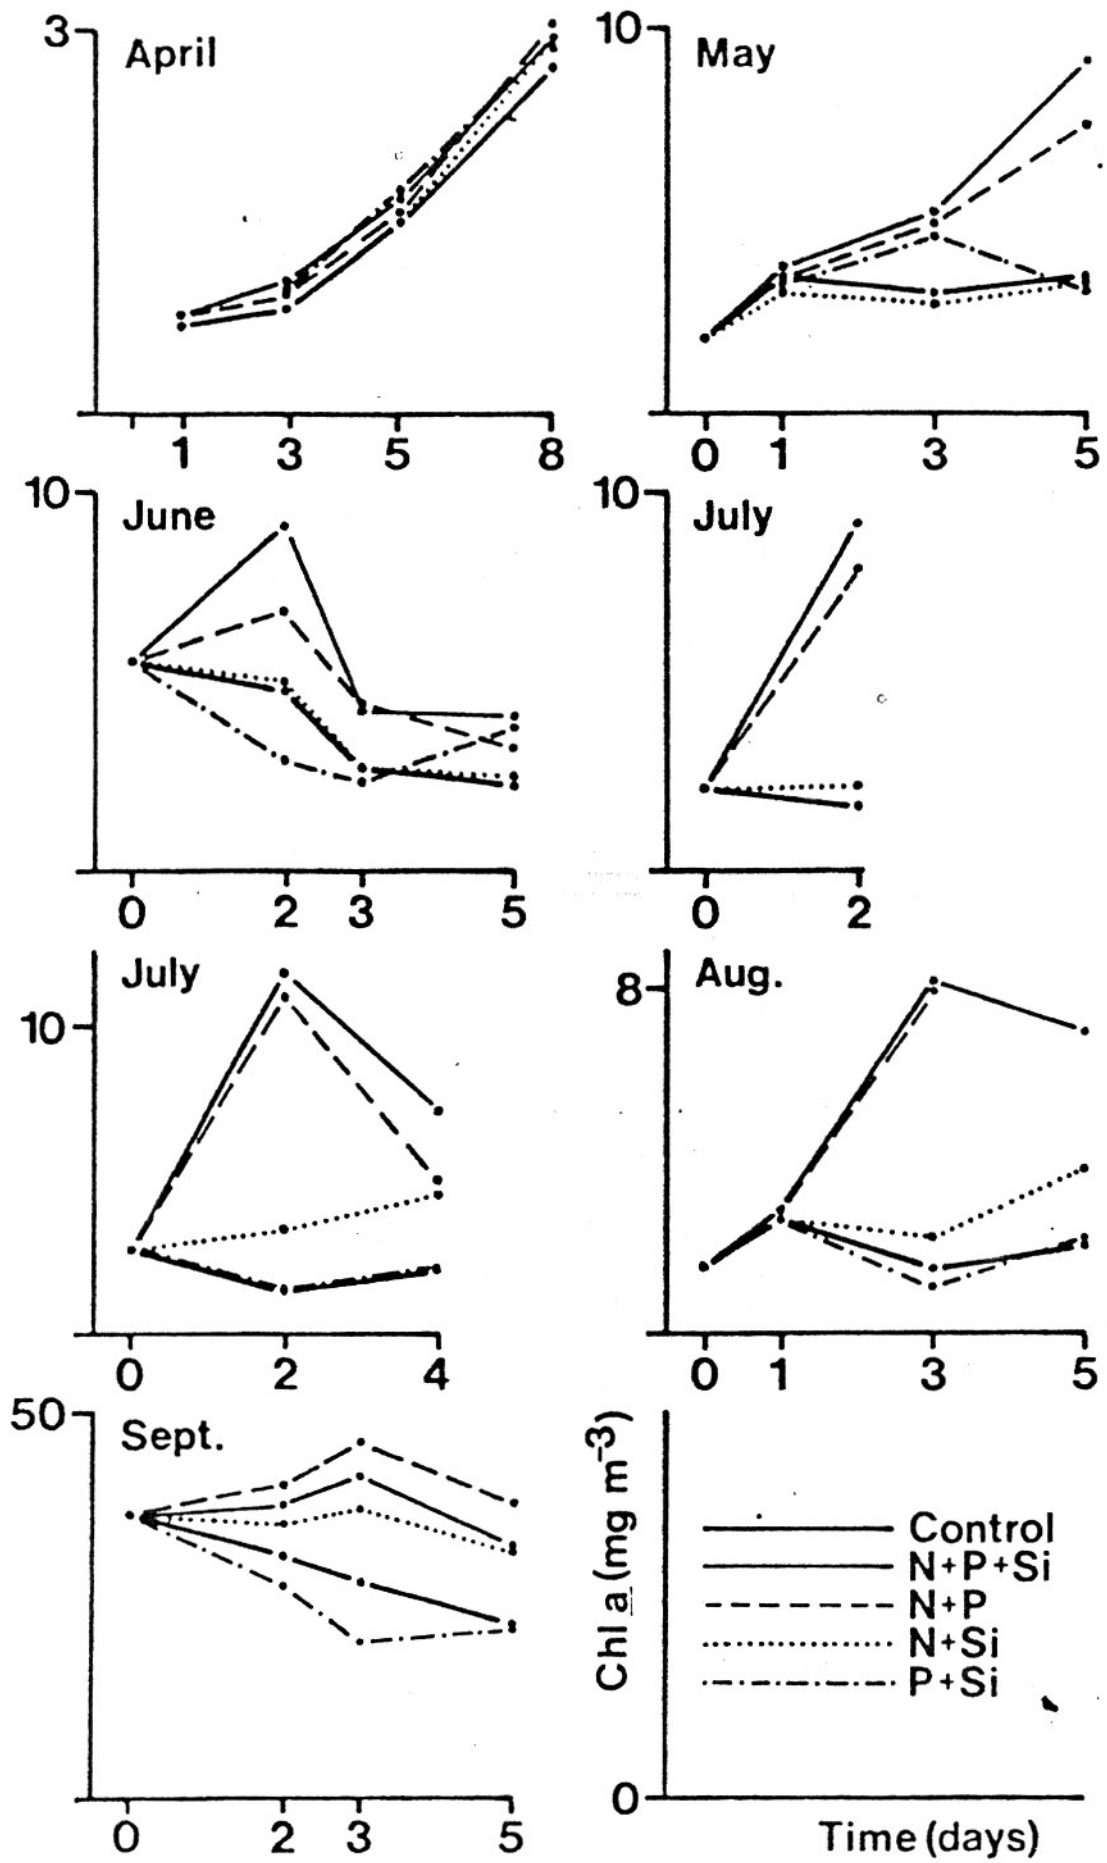 3
April
1 3 5 8
10
May
0 1 3 5
10
June
0 2 3 5
10
July
0 2
10
July
0 2 4
8
Aug.
0 1 3 5
50
Sept.
0 2 3 5
Chl a (mg m⁻³)
Control
N+P+Si
N+P
N+Si
P+Si
0
Time (days)